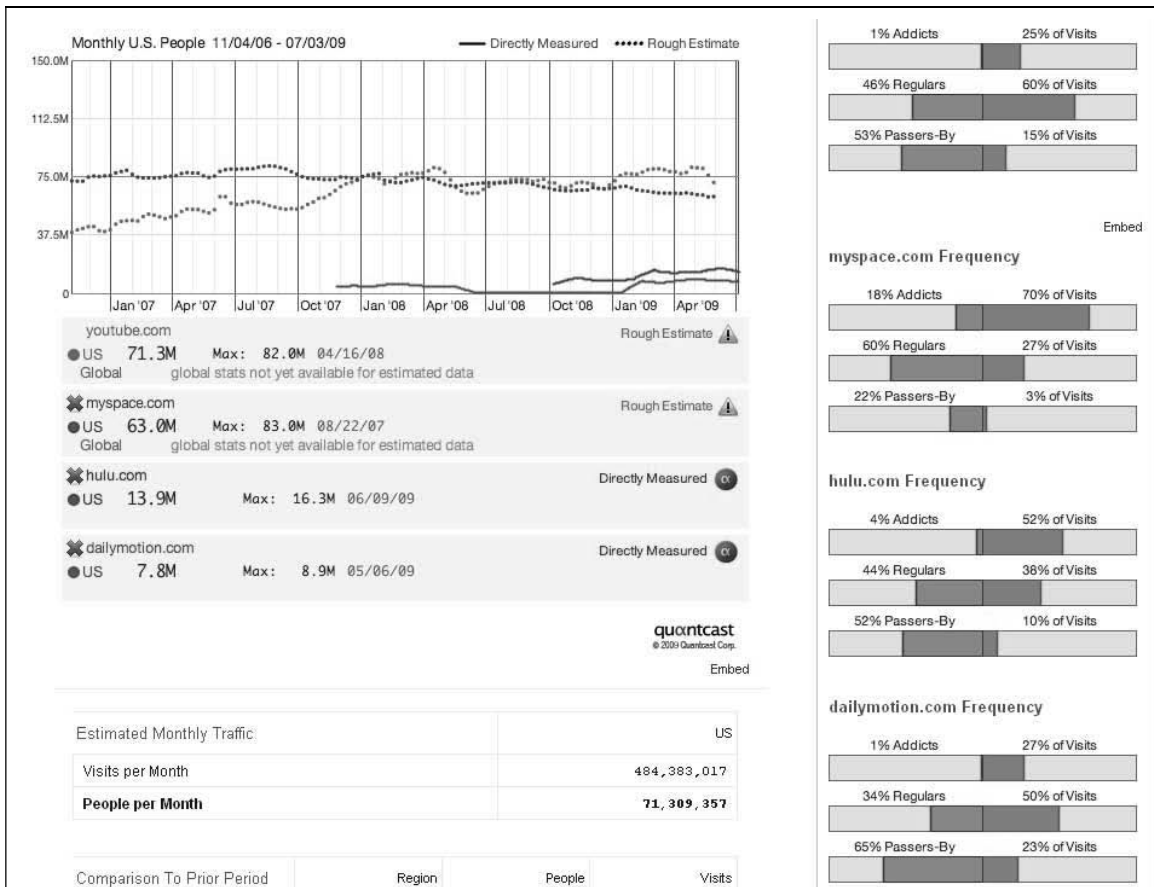 Monthly U.S. People 11/04/06 - 07/03/09 Directly Measured Rough Estimate
150.0M
112.5M
75.0M
37.5M
0
Jan '07 Apr '07 Jul '07 Oct '07 Jan '08 Apr '08 Jul '08 Oct '08 Jan '09 Apr '09
youtube.com Rough Estimate
US 71.3M Max: 82.0M 04/16/08
Global global stats not yet available for estimated data
myspace.com Rough Estimate
US 63.0M Max: 83.0M 08/22/07
Global global stats not yet available for estimated data
hulu.com Directly Measured
US 13.9M Max: 16.3M 06/09/09
dailymotion.com Directly Measured
US 7.8M Max: 8.9M 05/06/09
quantcast
© 2009 Quantcast Corp.
Embed
Estimated Monthly Traffic US
Visits per Month 484,383,017
People per Month 71,309,357
Comparison To Prior Period Region People Visits
1% Addicts 25% of Visits
46% Regulars 60% of Visits
53% Passers-By 15% of Visits
Embed
myspace.com Frequency
18% Addicts 70% of Visits
60% Regulars 27% of Visits
22% Passers-By 3% of Visits
hulu.com Frequency
4% Addicts 52% of Visits
44% Regulars 38% of Visits
52% Passers-By 10% of Visits
dailymotion.com Frequency
1% Addicts 27% of Visits
34% Regulars 50% of Visits
65% Passers-By 23% of Visits